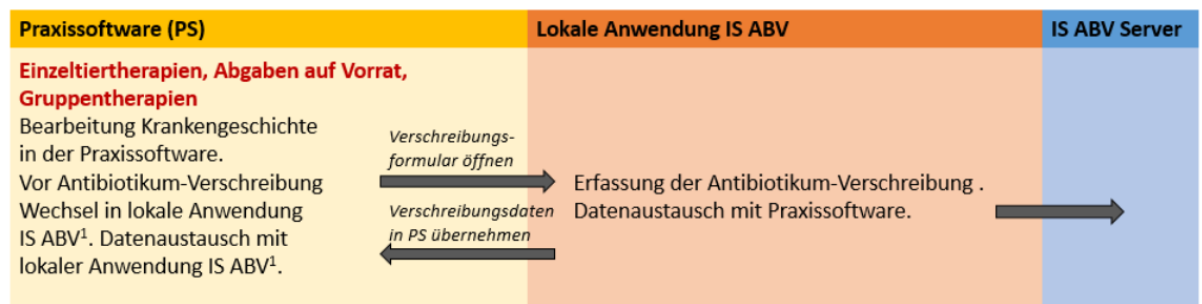 Praxissoftware (PS)
Lokale Anwendung IS ABV
IS ABV Server
Einzeltiertherapien, Abgaben auf Vorrat,
Gruppentherapien
Bearbeitung Krankengeschichte
in der Praxissoftware.
Vor Antibiotikum-Verschreibung
Wechsel in lokale Anwendung
IS ABV¹. Datenaustausch mit
lokaler Anwendung IS ABV¹.
Verschreibungs-
formular öffnen
Verschreibungsdaten
in PS übernehmen
Erfassung der Antibiotikum-Verschreibung .
Datenaustausch mit Praxissoftware.